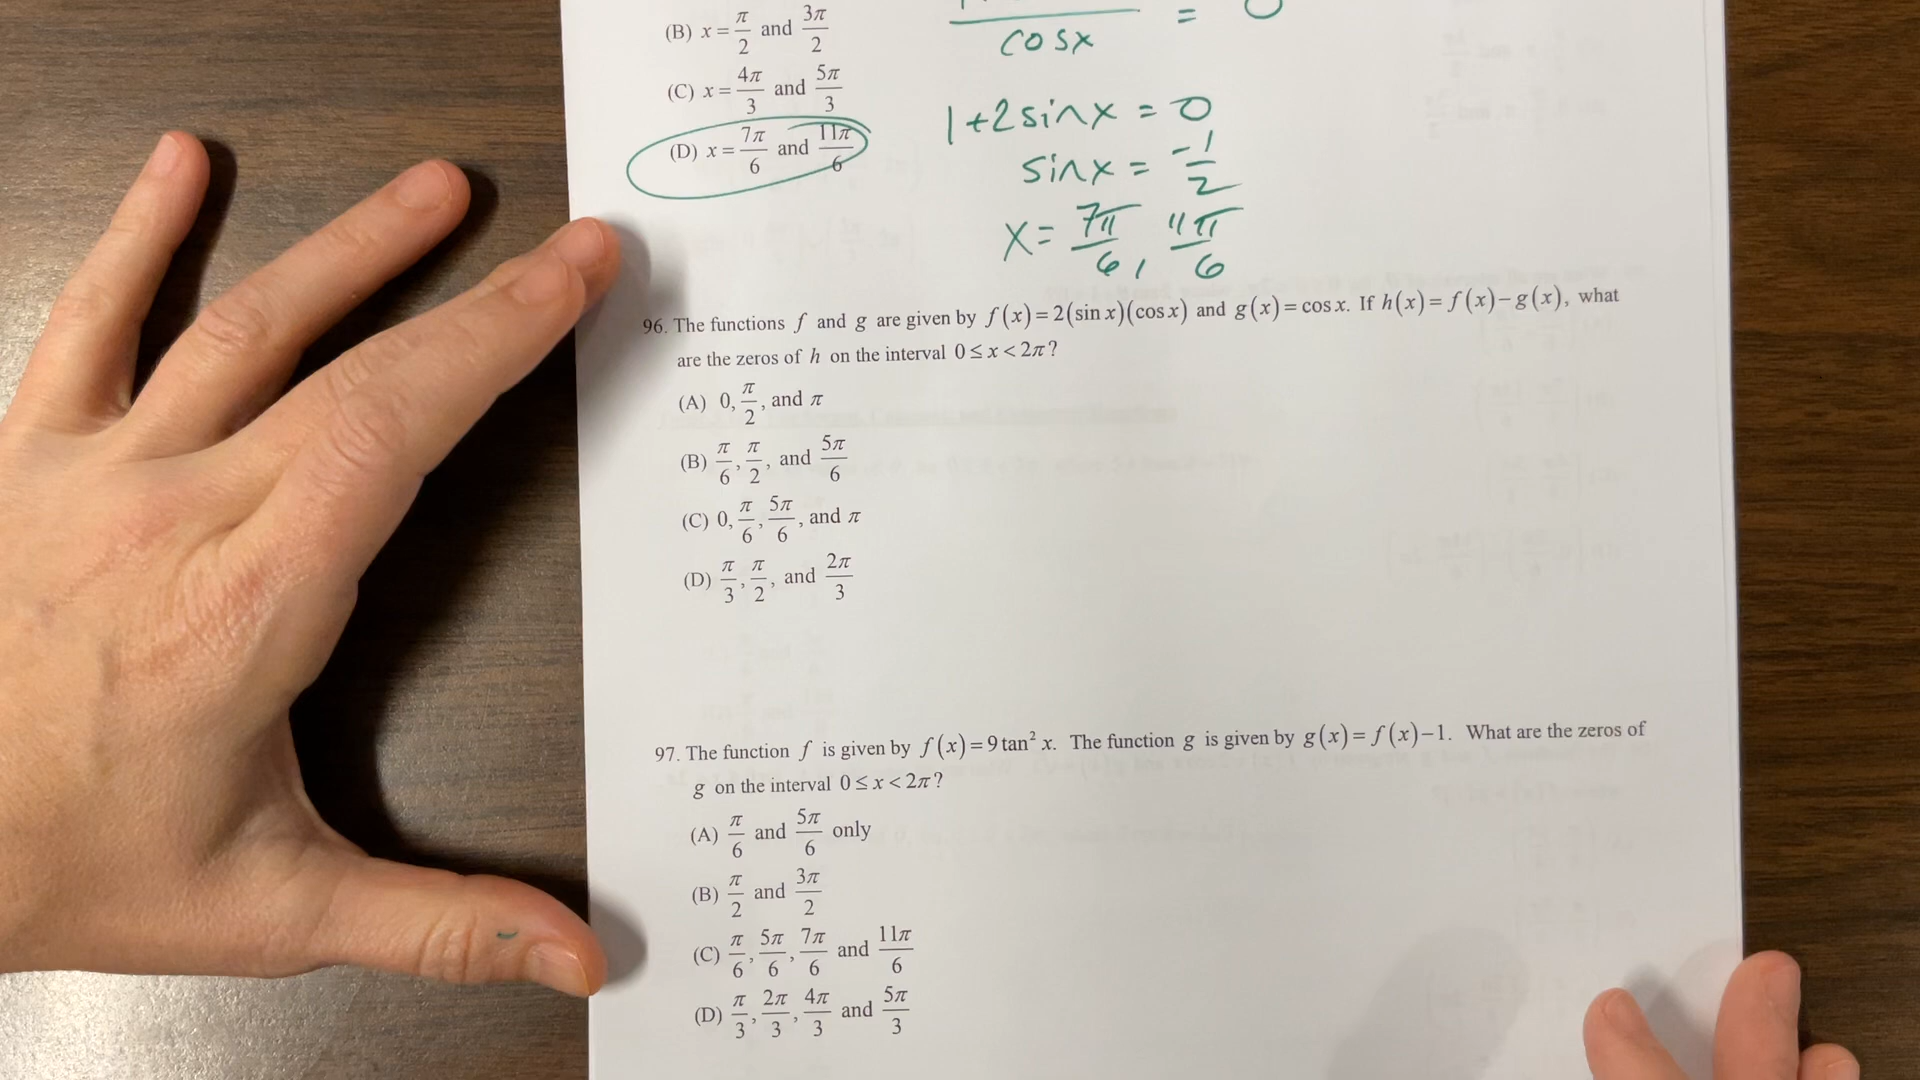 (B) x = π/2 and 3π/2
= 0
cosx
(C) x = 4π/3 and 5π/3
1+2sinx = 0
(D) x = 7π/6 and 11π/6
sinx = -1/2
x = 7π/6, 11π/6
96. The functions f and g are given by f(x) = 2(sin x)(cos x) and g(x) = cos x. If h(x) = f(x) − g(x), what
are the zeros of h on the interval 0 ≤ x < 2π?
(A) 0, π/2, and π
(B) π/6, π/2, and 5π/6
(C) 0, π/6, 5π/6, and π
(D) π/3, π/2, and 2π/3
97. The function f is given by f(x) = 9 tan² x. The function g is given by g(x) = f(x) − 1. What are the zeros of
g on the interval 0 ≤ x < 2π?
(A) π/6 and 5π/6 only
(B) π/2 and 3π/2
(C) π/6, 5π/6, 7π/6 and 11π/6
(D) π/3, 2π/3, 4π/3 and 5π/3